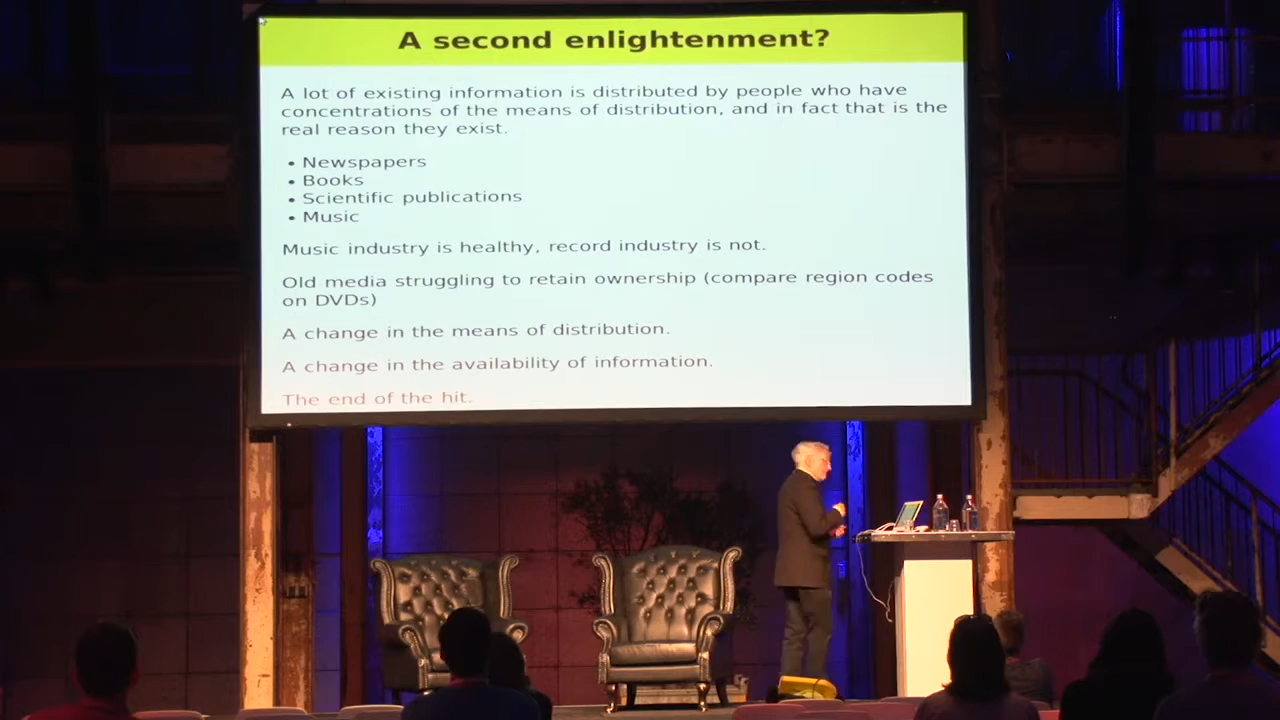 A second enlightenment?
A lot of existing information is distributed by people who have
concentrations of the means of distribution, and in fact that is the
real reason they exist.
• Newspapers
• Books
• Scientific publications
• Music
Music industry is healthy, record industry is not.
Old media struggling to retain ownership (compare region codes
on DVDs)
A change in the means of distribution.
A change in the availability of information.
The end of the hit.